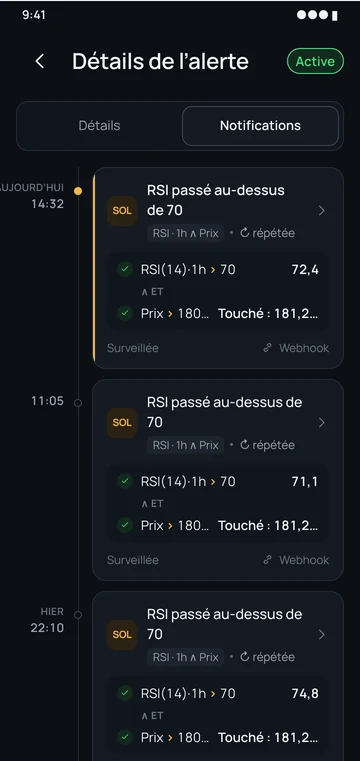 9:41
Détails de l'alerte
Active
Détails
Notifications
AUJOURD'HUI
14:32
RSI passé au-dessus
de 70
SOL
RSI · 1h ∧ Prix • répétée
RSI(14)·1h > 70 72,4
∧ ET
Prix > 180… Touché : 181,2…
Surveillée Webhook
11:05
RSI passé au-dessus de
70
SOL
RSI · 1h ∧ Prix • répétée
RSI(14)·1h > 70 71,1
∧ ET
Prix > 180… Touché : 181,2…
Surveillée Webhook
HIER
22:10
RSI passé au-dessus de
70
SOL
RSI · 1h ∧ Prix • répétée
RSI(14)·1h > 70 74,8
∧ ET
Prix > 180… Touché : 181,2…